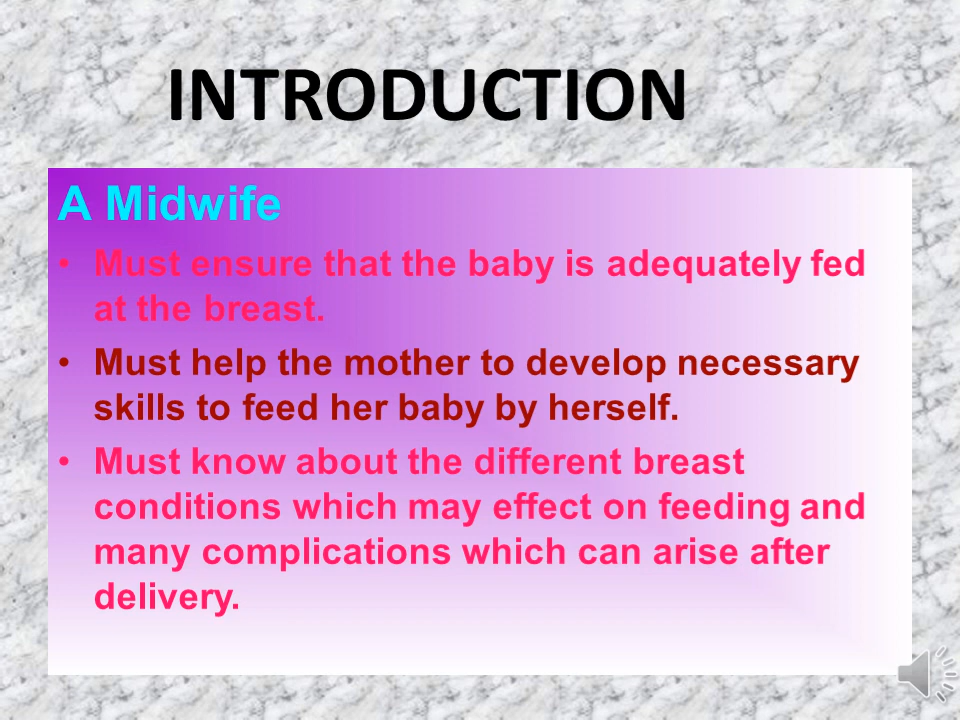 INTRODUCTION
A Midwife
• Must ensure that the baby is adequately fed
at the breast.
• Must help the mother to develop necessary
skills to feed her baby by herself.
• Must know about the different breast
conditions which may effect on feeding and
many complications which can arise after
delivery.